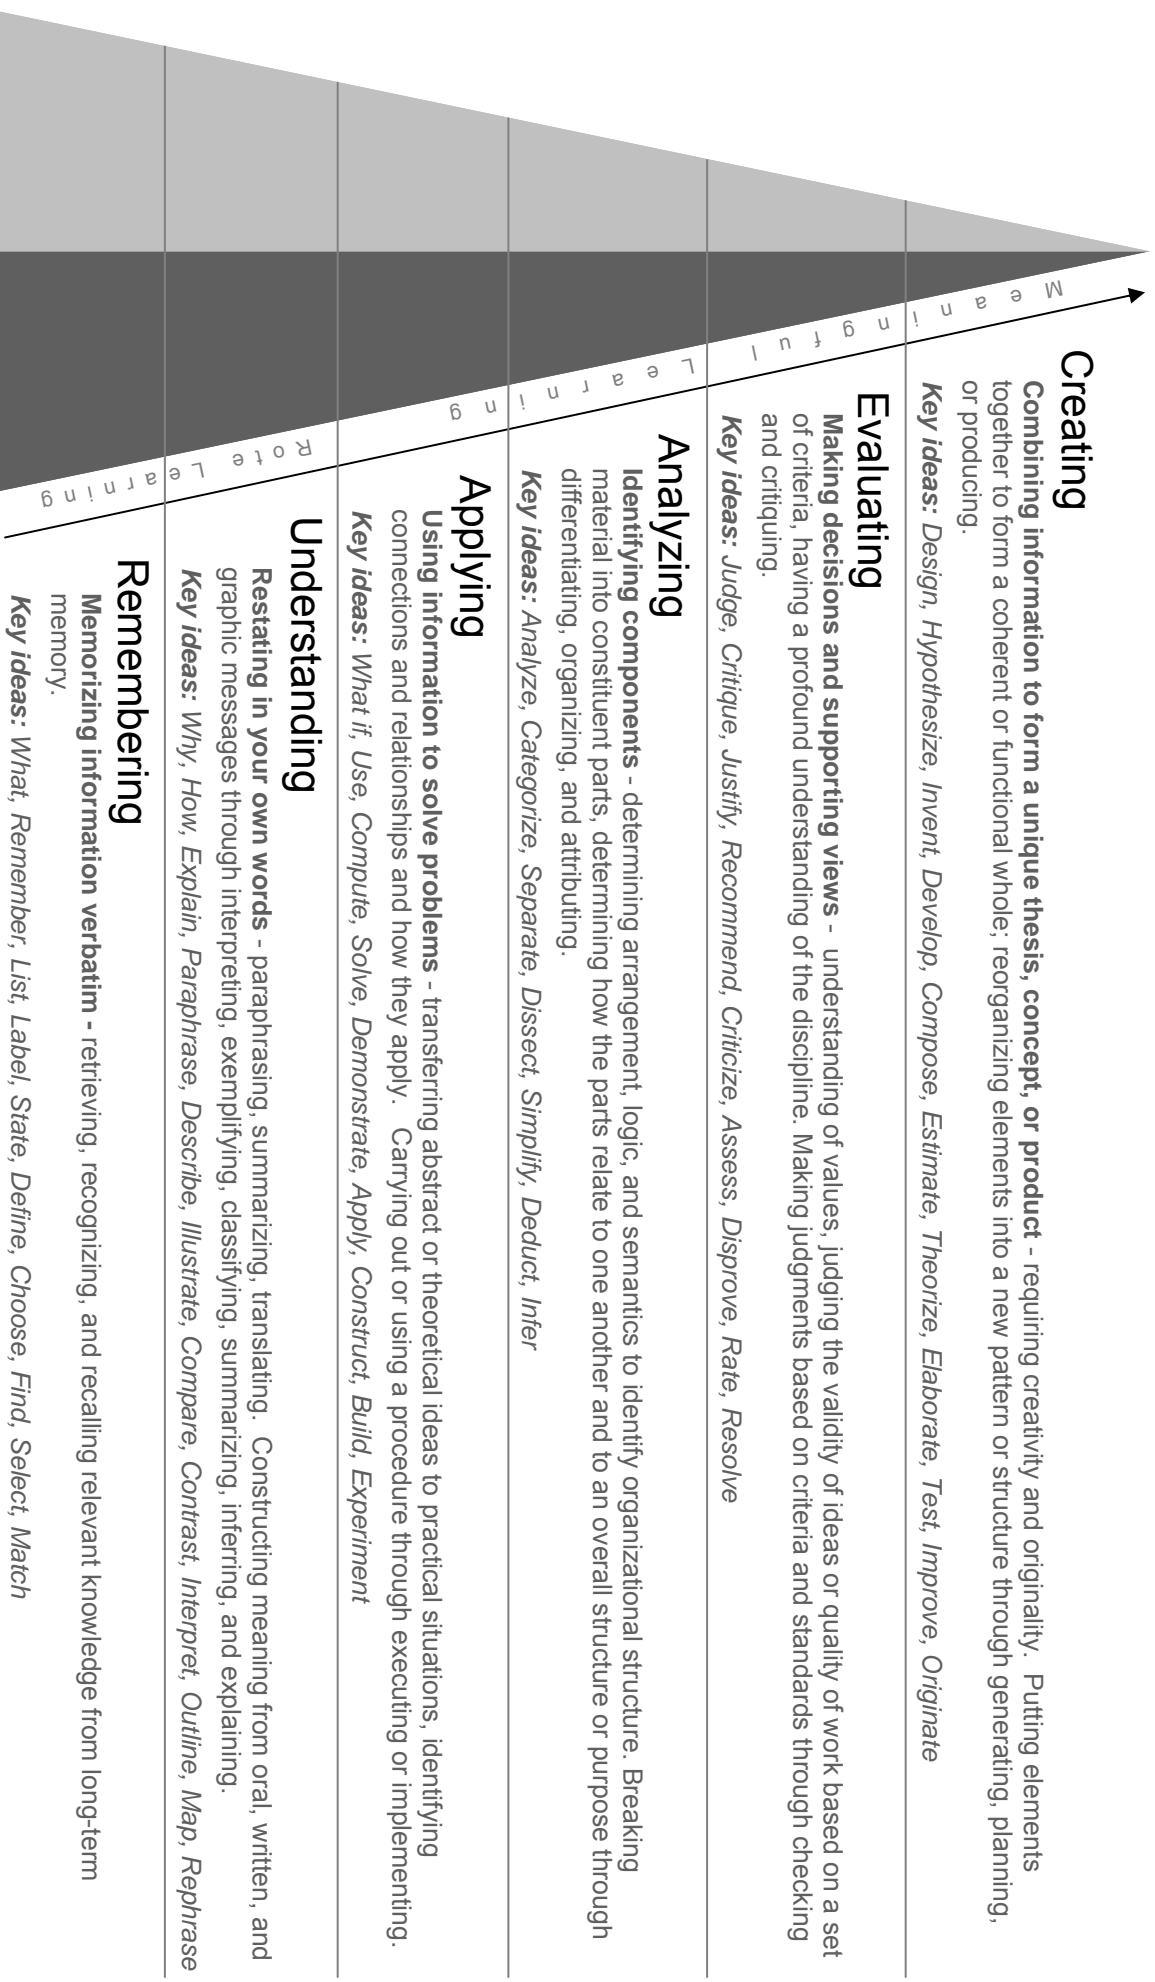 Creating
Combining information to form a unique thesis, concept, or product - requiring creativity and originality.  Putting elements
together to form a coherent or functional whole; reorganizing elements into a new pattern or structure through generating, planning,
or producing.
Key ideas: Design, Hypothesize, Invent, Develop, Compose, Estimate, Theorize, Elaborate, Test, Improve, Originate
Evaluating
Making decisions and supporting views -  understanding of values, judging the validity of ideas or quality of work based on a set
of criteria, having a profound understanding of the discipline. Making judgments based on criteria and standards through checking
and critiquing.
Key ideas: Judge, Critique, Justify, Recommend, Criticize, Assess, Disprove, Rate, Resolve
Analyzing
Identifying components - determining arrangement, logic, and semantics to identify organizational structure. Breaking
material into constituent parts, determining how the parts relate to one another and to an overall structure or purpose through
differentiating, organizing, and attributing.
Key ideas: Analyze, Categorize, Separate, Dissect, Simplify, Deduct, Infer
Applying
Using information to solve problems - transferring abstract or theoretical ideas to practical situations, identifying
connections and relationships and how they apply.  Carrying out or using a procedure through executing or implementing.
Key ideas: What if, Use, Compute, Solve, Demonstrate, Apply, Construct, Build, Experiment
Understanding
Restating in your own words - paraphrasing, summarizing, translating.  Constructing meaning from oral, written, and
graphic messages through interpreting, exemplifying, classifying, summarizing, inferring, and explaining.
Key ideas: Why, How, Explain, Paraphrase, Describe, Illustrate, Compare, Contrast, Interpret, Outline, Map, Rephrase
Remembering
Memorizing information verbatim - retrieving, recognizing, and recalling relevant knowledge from long-term
memory.
Key ideas: What, Remember, List, Label, State, Define, Choose, Find, Select, Match
Meaningful Learning
Rote Learning